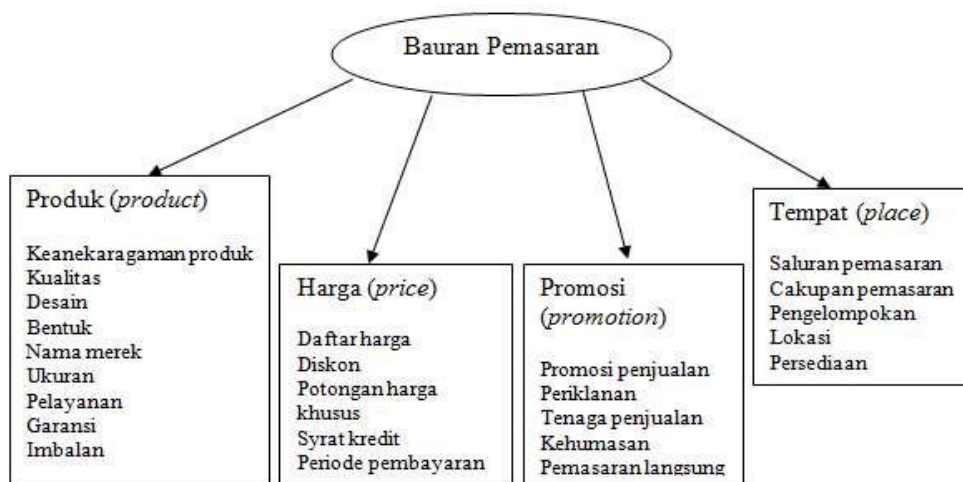 Bauran Pemasaran
Produk (product)
Keanekaragaman produk
Kualitas
Desain
Bentuk
Nama merek
Ukuran
Pelayanan
Garansi
Imbalan
Harga (price)
Daftar harga
Diskon
Potongan harga
khusus
Syrat kredit
Periode pembayaran
Promosi
(promotion)
Promosi penjualan
Periklanan
Tenaga penjualan
Kehumasan
Pemasaran langsung
Tempat (place)
Saluran pemasaran
Cakupan pemasaran
Pengelompokan
Lokasi
Persediaan